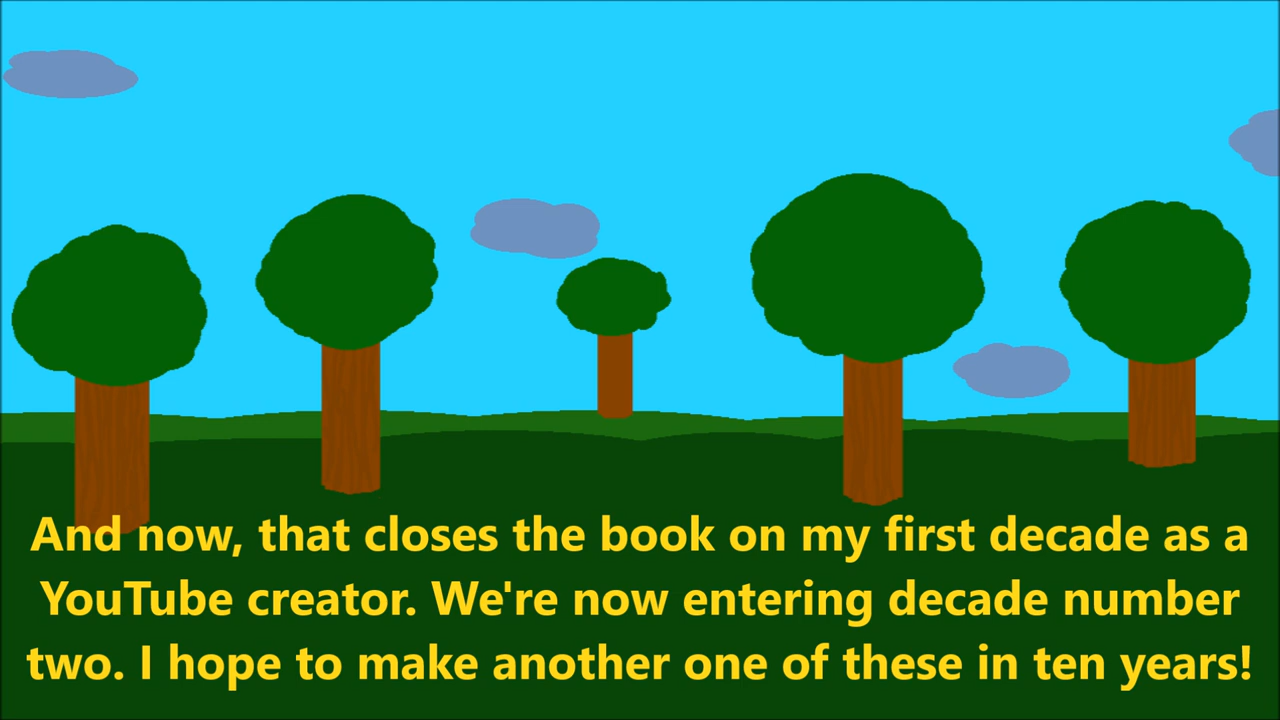 And now, that closes the book on my first decade as a
YouTube creator. We're now entering decade number
two. I hope to make another one of these in ten years!